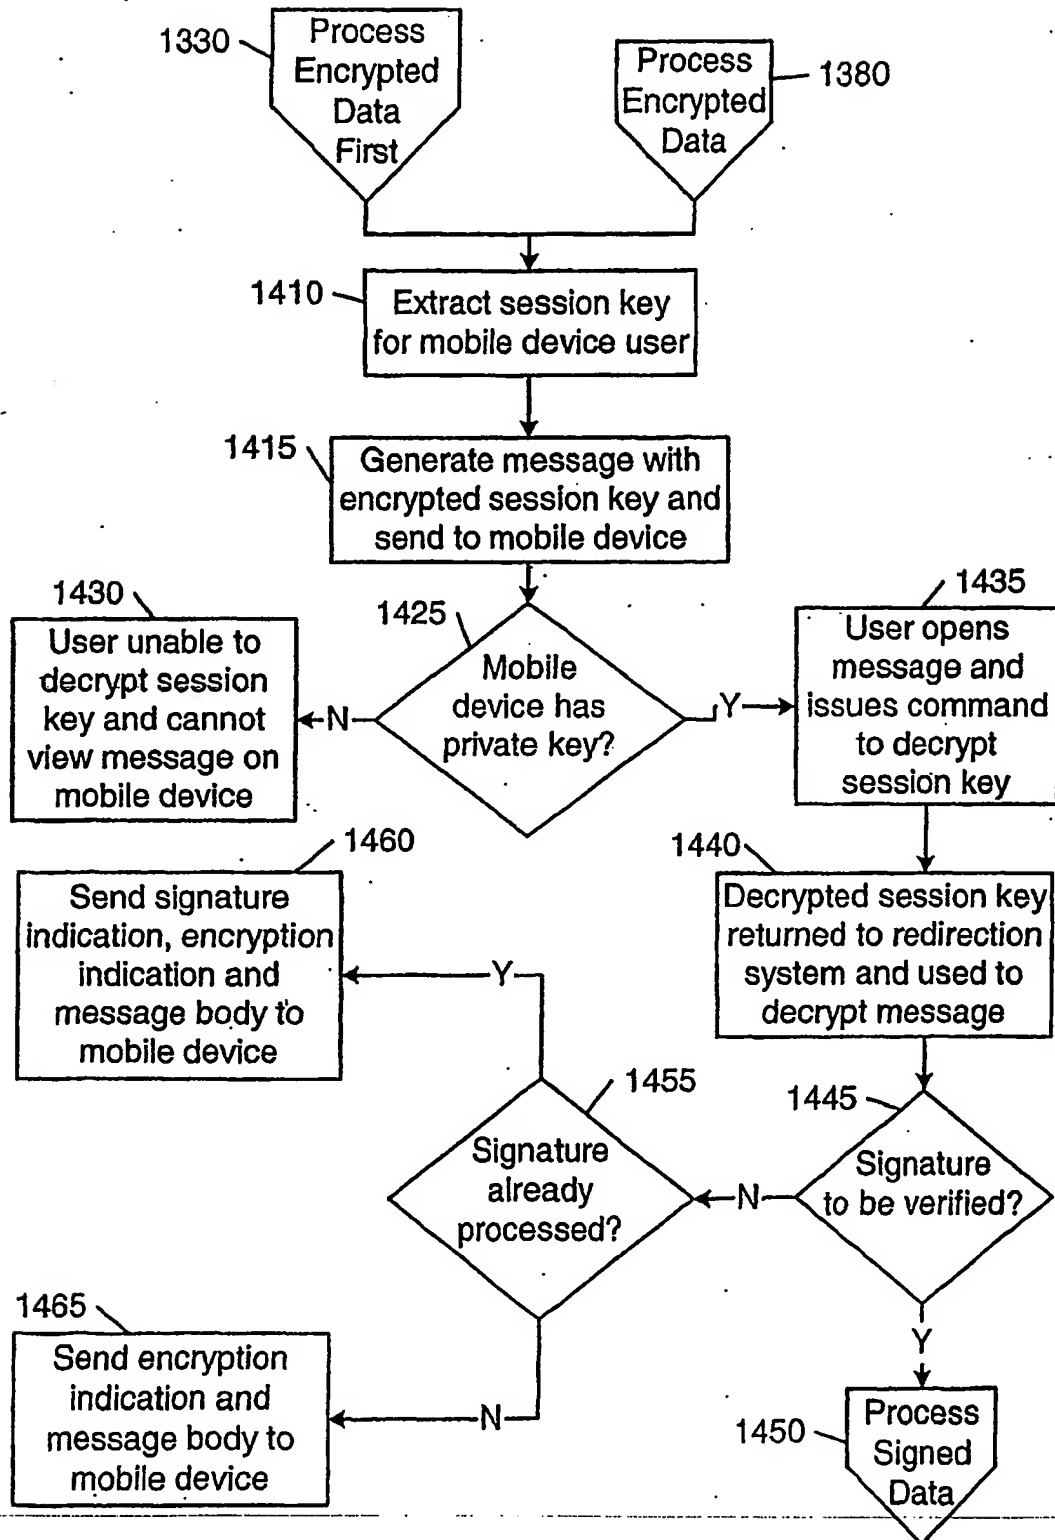 1330
Process
Encrypted
Data
First
Process
Encrypted
Data
1380
1410
Extract session key
for mobile device user
1415
Generate message with
encrypted session key and
send to mobile device
1430
User unable to
decrypt session
key and cannot
view message on
mobile device
N
1425
Mobile
device has
private key?
Y
1435
User opens
message and
issues command
to decrypt
session key
1460
Send signature
indication, encryption
indication and
message body to
mobile device
Y
1440
Decrypted session key
returned to redirection
system and used to
decrypt message
1455
Signature
already
processed?
N
1445
Signature
to be verified?
1465
Send encryption
indication and
message body to
mobile device
N
Y
1450
Process
Signed
Data